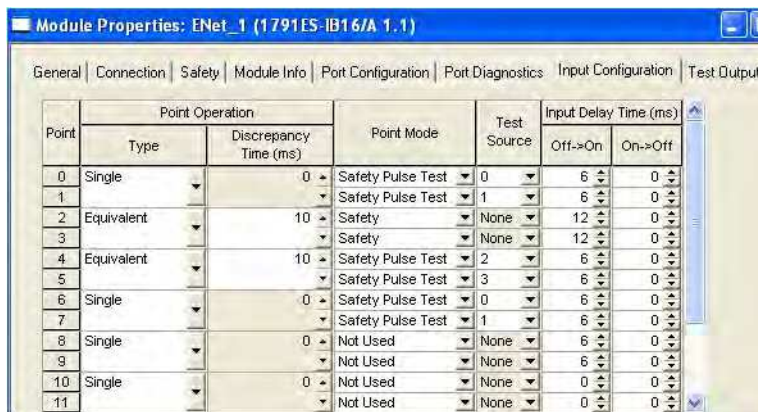 Module Properties: ENet_1 (1791ES-IB16/A 1.1)
General | Connection | Safety | Module Info | Port Configuration | Port Diagnostics Input Configuration | Test Output
Point Point Operation Point Mode Test Source Input Delay Time (ms)
Type Discrepancy Time (ms) Off->On On->Off
0 Single 0 Safety Pulse Test 0 6 0
1 Safety Pulse Test 1 6 0
2 Equivalent 10 Safety None 12 0
3 Safety None 12 0
4 Equivalent 10 Safety Pulse Test 2 6 0
5 Safety Pulse Test 3 6 0
6 Single 0 Safety Pulse Test 0 6 0
7 Safety Pulse Test 1 6 0
8 Single 0 Not Used None 6 0
9 Not Used None 6 0
10 Single 0 Not Used None 0 0
11 Not Used None 0 0